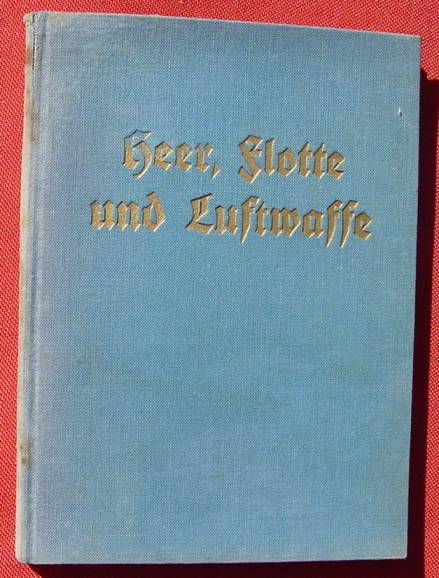 Heer, Flotte
und Luftwaffe